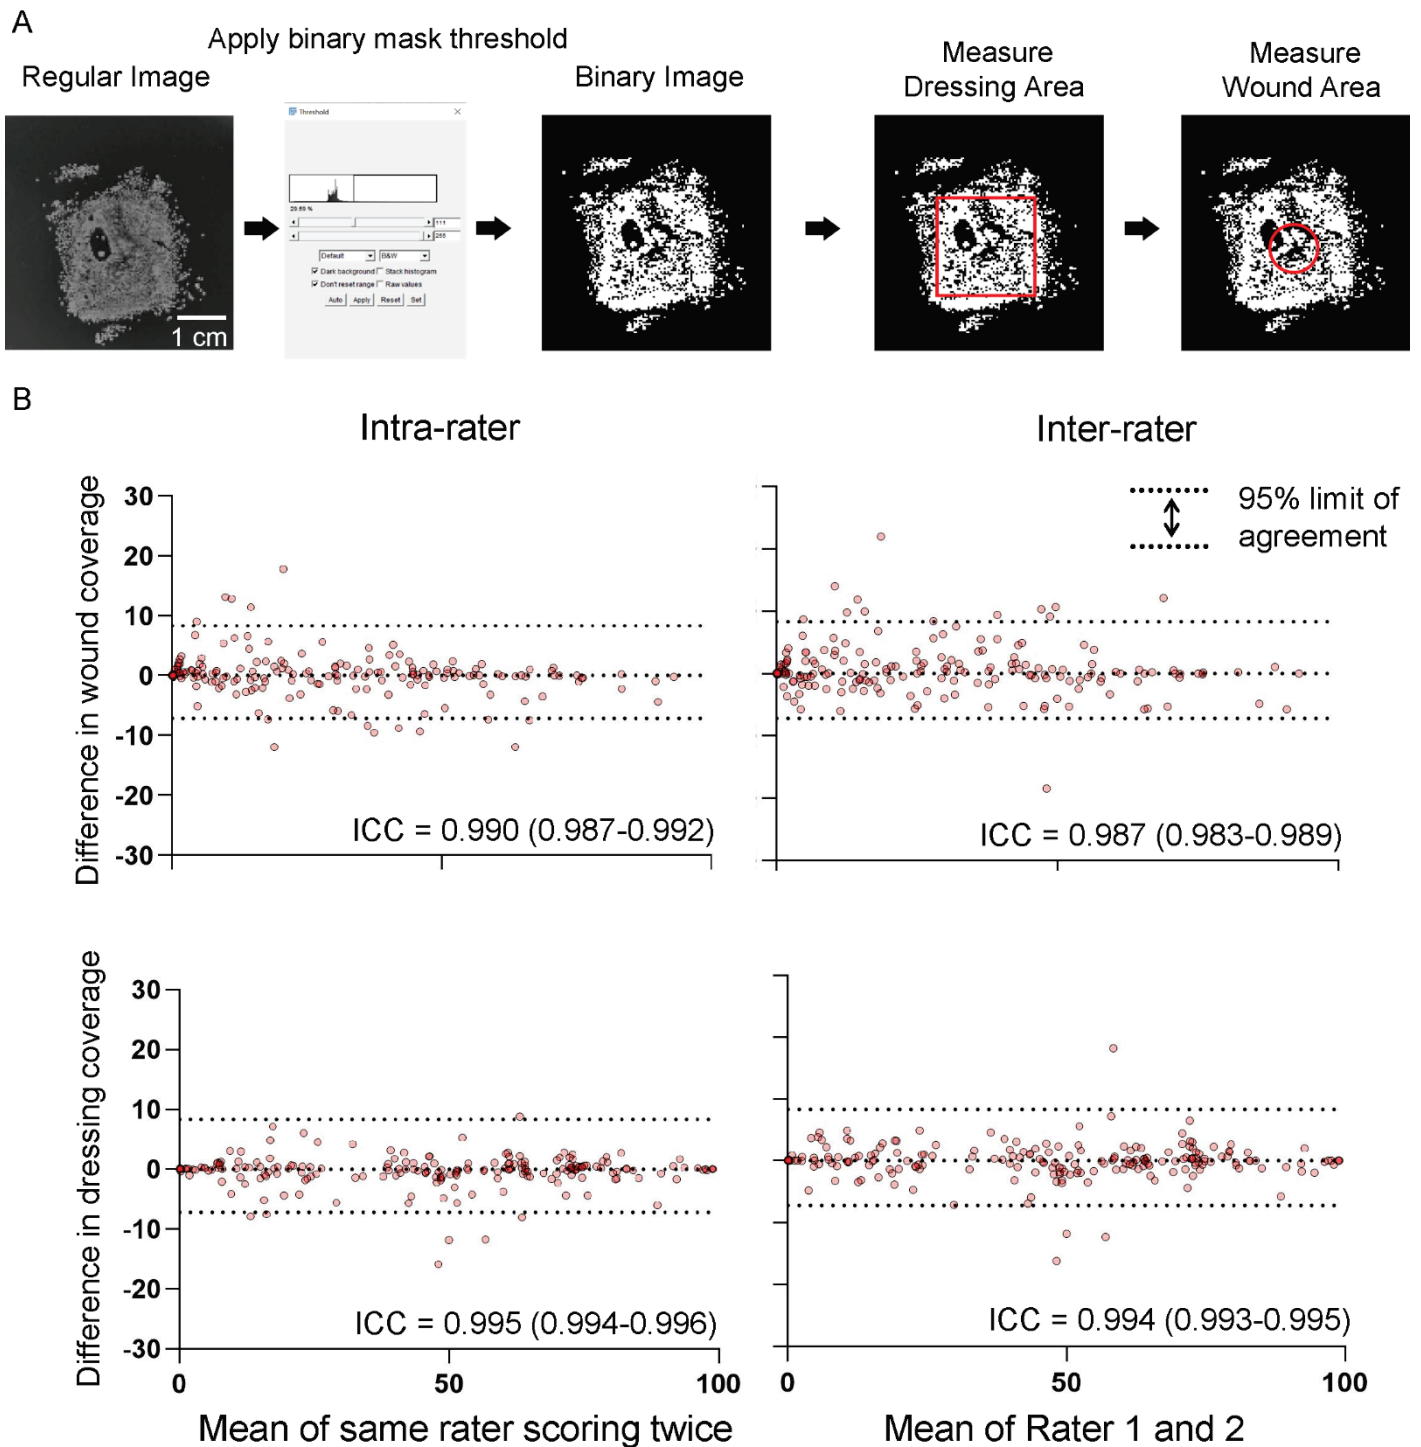 A
Apply binary mask threshold
Regular Image
Binary Image
Measure
Dressing Area
Measure
Wound Area
Threshold
29.59 %
111
255
Default
B&W
Dark background
Stack histogram
Don't reset range
Raw values
Auto
Apply
Reset
Set
1 cm
B
Intra-rater
Inter-rater
95% limit of
agreement
Difference in wound coverage
30
20
10
0
-10
-20
-30
ICC = 0.990 (0.987-0.992)
ICC = 0.987 (0.983-0.989)
Difference in dressing coverage
30
20
10
0
-10
-20
-30
ICC = 0.995 (0.994-0.996)
ICC = 0.994 (0.993-0.995)
0
50
100
0
50
100
Mean of same rater scoring twice
Mean of Rater 1 and 2